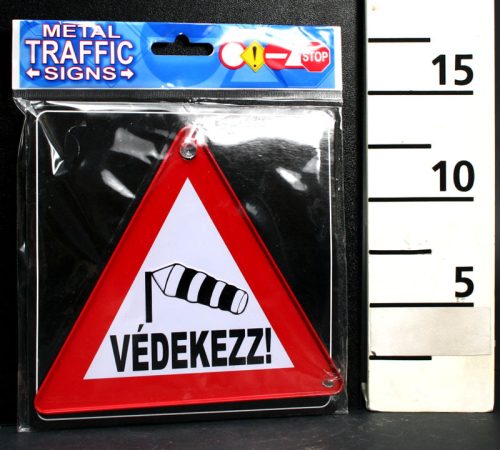 METAL
TRAFFIC
SIGNS
STOP
VÉDEKEZZ!
15
10
5